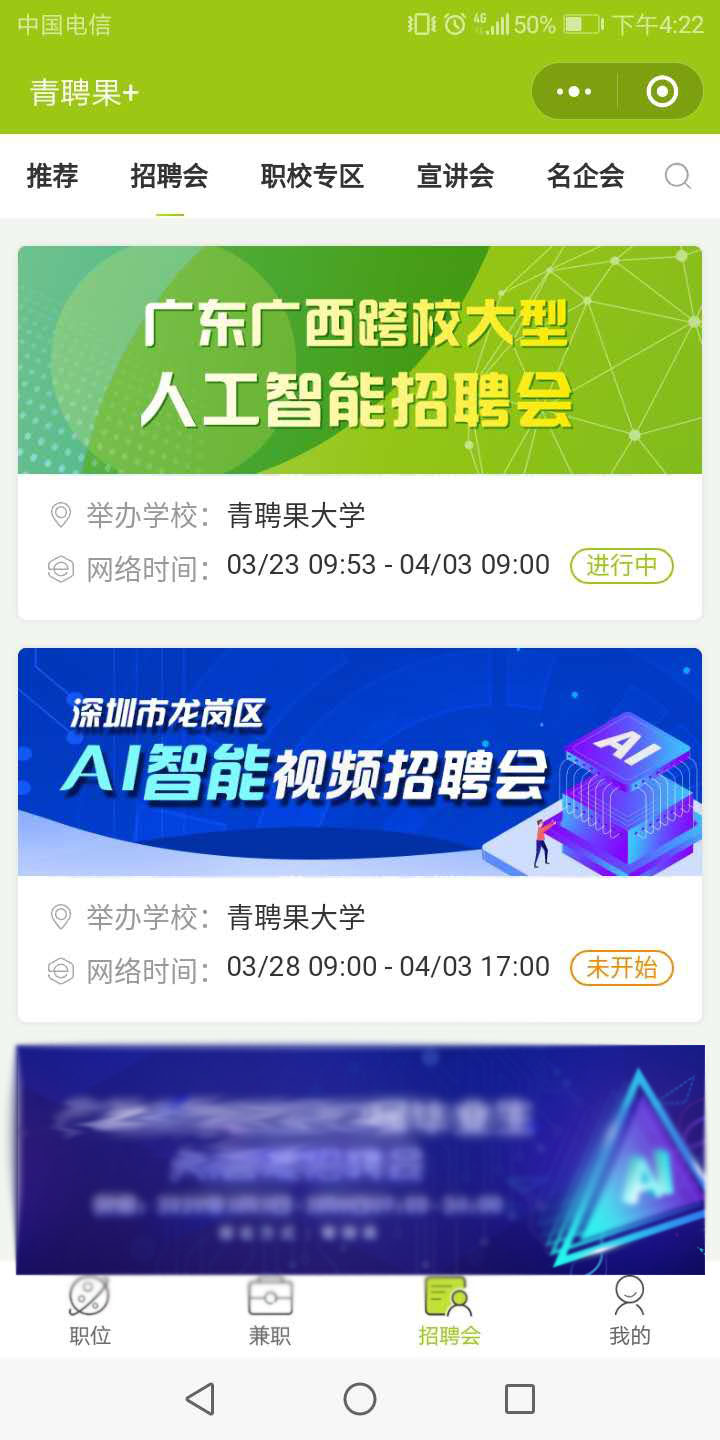 中国电信
4G 50% 下午4:22
青聘果+
推荐 招聘会 职校专区 宣讲会 名企会
广东广西跨校大型
人工智能招聘会
举办学校： 青聘果大学
网络时间： 03/23 09:53 - 04/03 09:00 进行中
深圳市龙岗区
AI智能视频招聘会
AI
举办学校： 青聘果大学
网络时间： 03/28 09:00 - 04/03 17:00 未开始
AI
职位 兼职 招聘会 我的